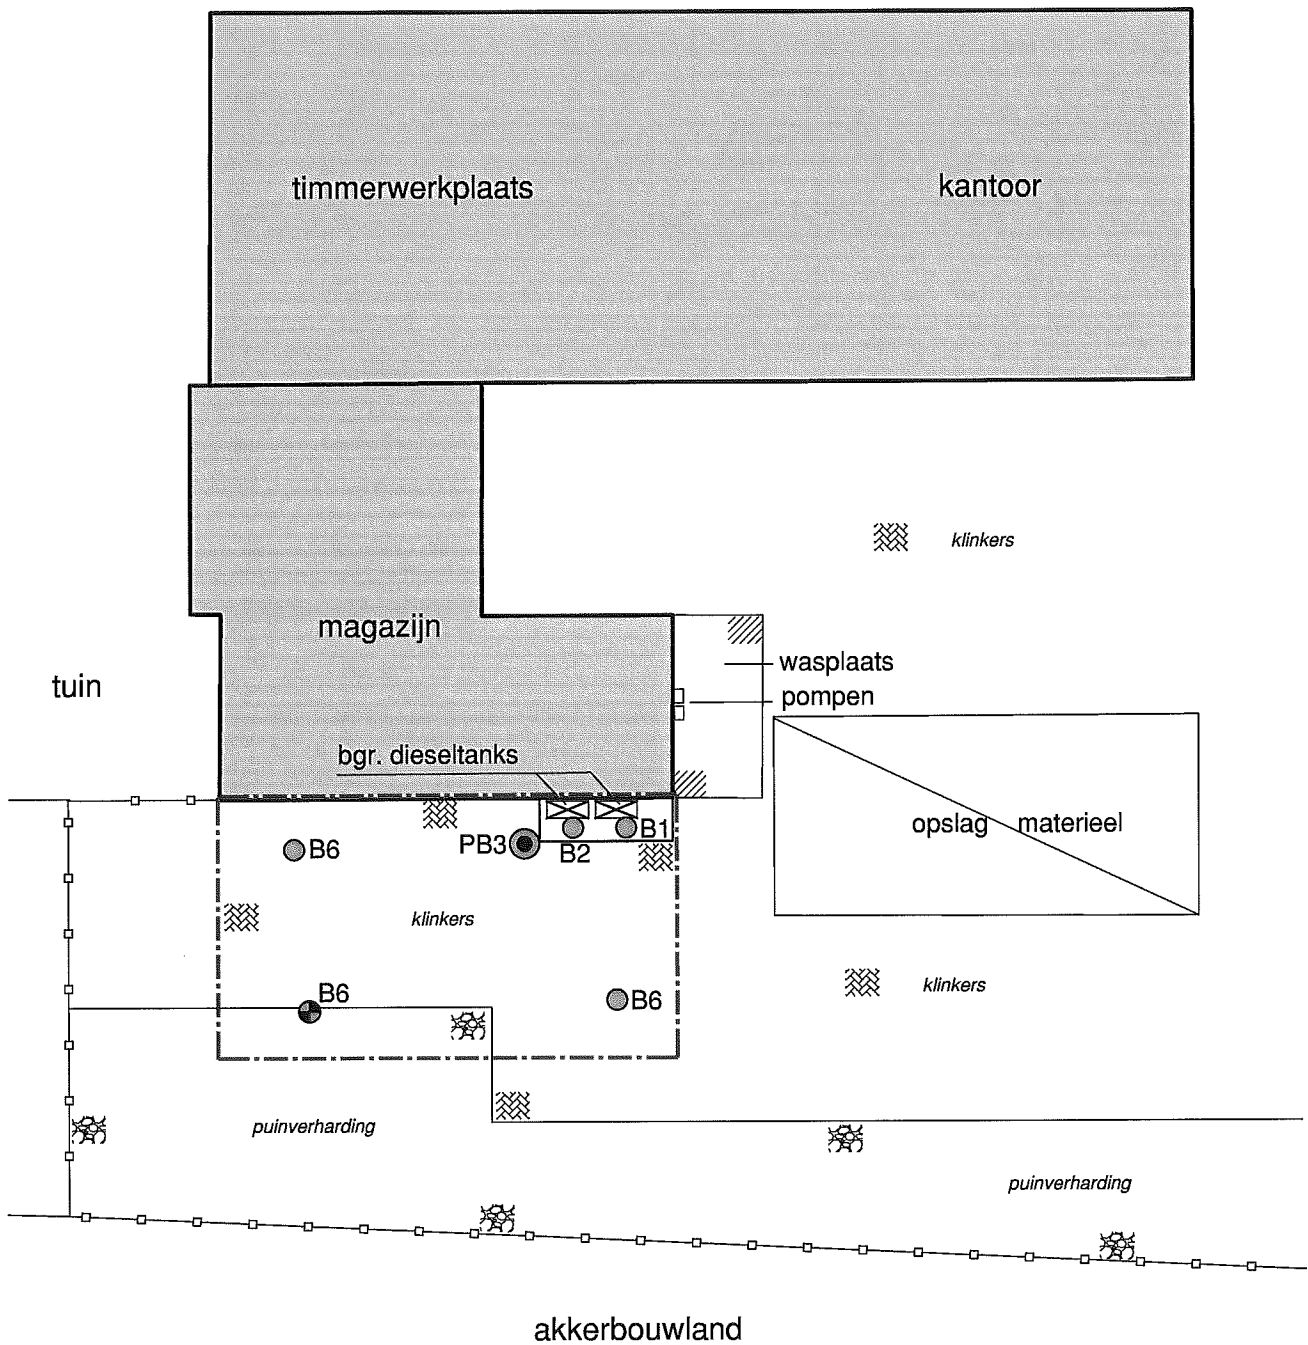 timmerwerkplaats
kantoor
klinkers
magazijn
wasplaats
tuin
pompen
bgr. dieseltanks
opslag materieel
B1
B6
PB3
B2
klinkers
klinkers
B6
B6
puinverharding
puinverharding
akkerbouwland